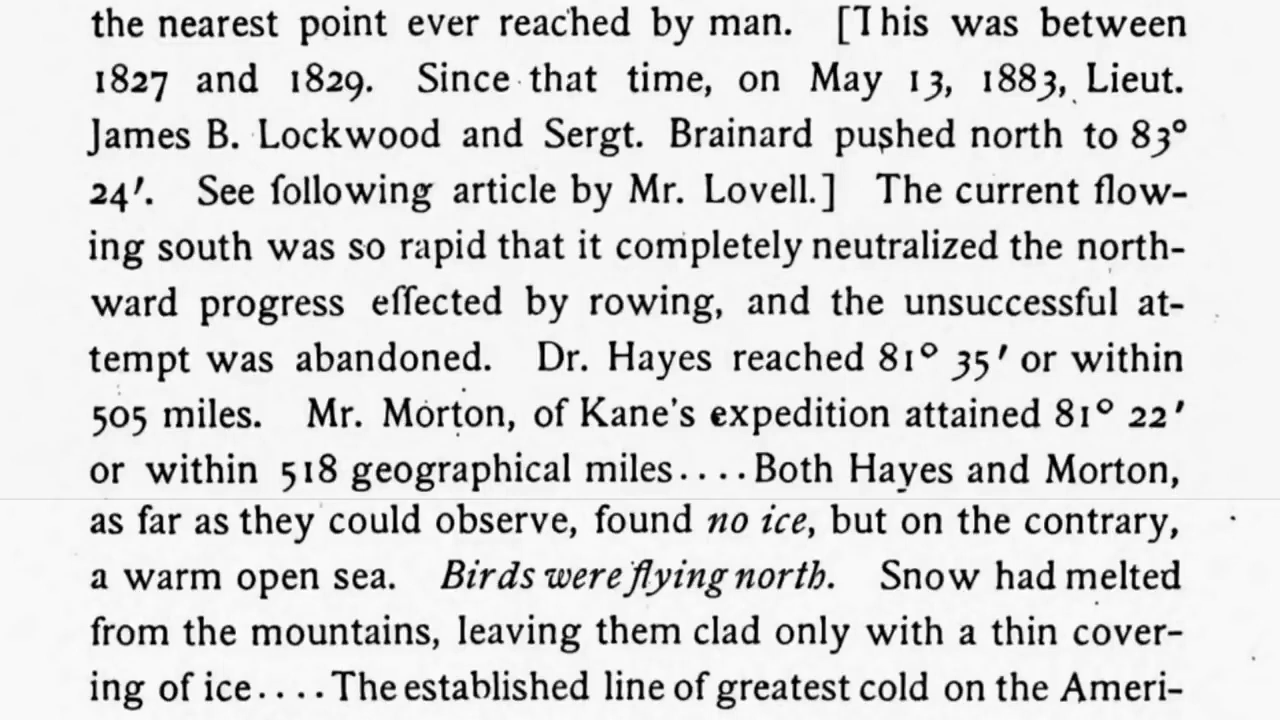 the nearest point ever reached by man. [This was between
1827 and 1829. Since that time, on May 13, 1883, Lieut.
James B. Lockwood and Sergt. Brainard pushed north to 83°
24′. See following article by Mr. Lovell.] The current flow-
ing south was so rapid that it completely neutralized the north-
ward progress effected by rowing, and the unsuccessful at-
tempt was abandoned. Dr. Hayes reached 81° 35′ or within
505 miles. Mr. Morton, of Kane's expedition attained 81° 22′
or within 518 geographical miles....Both Hayes and Morton,
as far as they could observe, found no ice, but on the contrary,
a warm open sea. Birds were flying north. Snow had melted
from the mountains, leaving them clad only with a thin cover-
ing of ice....The established line of greatest cold on the Ameri-